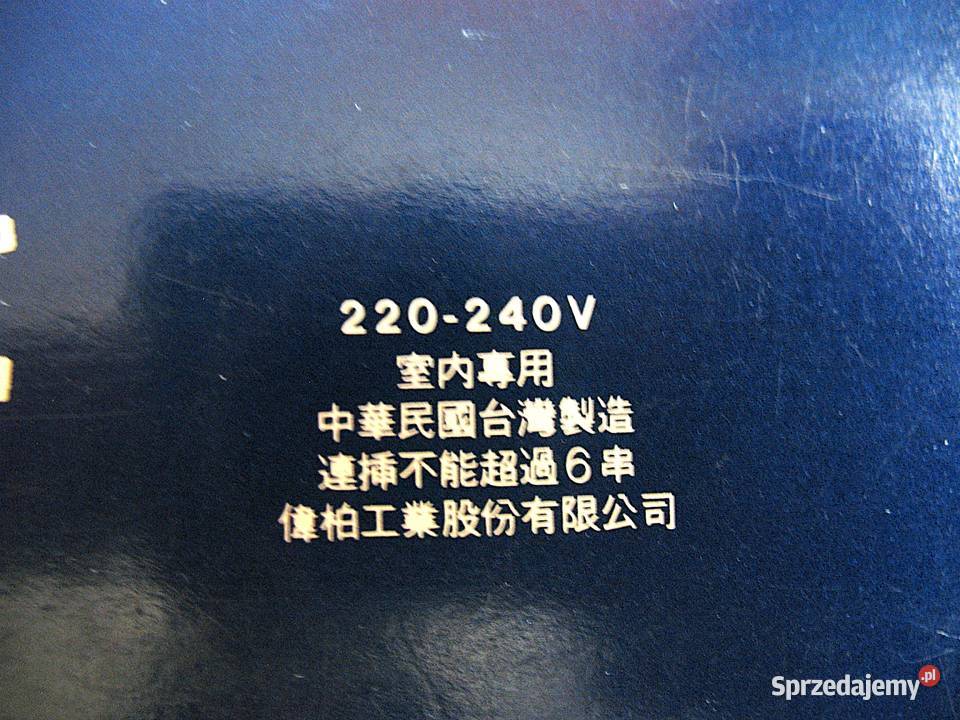 220-240V
室內專用
中華民國台灣製造
連揷不能超過6串
偉柏工業股份有限公司
Sprzedajemy.pl